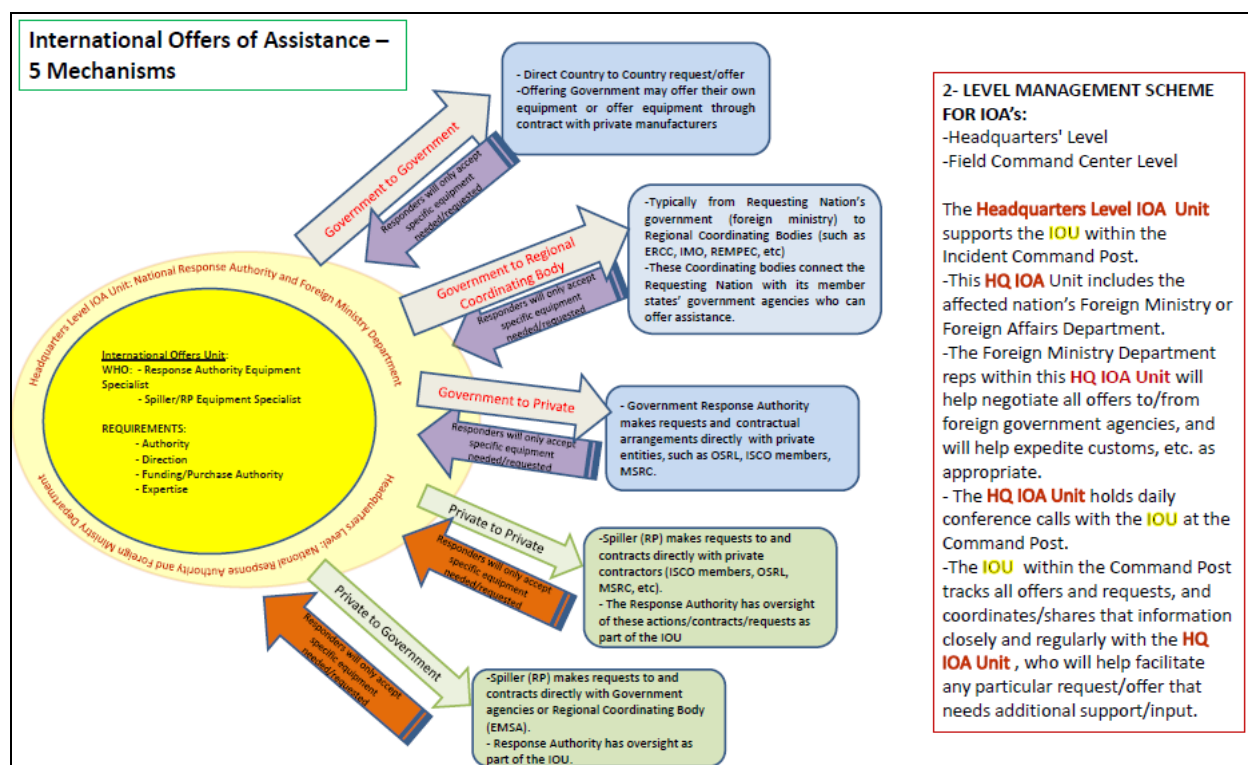 International Offers of Assistance –
5 Mechanisms
- Direct Country to Country request/offer
-Offering Government may offer their own
equipment or offer equipment through
contract with private manufacturers
Government to Government
Responders will only accept
specific equipment
needed/requested
-Typically from Requesting Nation's
government (foreign ministry) to
Regional Coordinating Bodies (such as
ERCC, IMO, REMPEC, etc)
-These Coordinating bodies connect the
Requesting Nation with its member
states' government agencies who can
offer assistance.
Government to Regional
Coordinating Body
Responders will only accept
specific equipment
needed/requested
Headquarters Level IOA Unit: National Response Authority and Foreign Ministry Department
International Offers Unit:
WHO: - Response Authority Equipment
Specialist
- Spiller/RP Equipment Specialist
REQUIREMENTS:
- Authority
- Direction
- Funding/Purchase Authority
- Expertise
Headquarters Level: National Response Authority and Foreign Ministry Department
Government to Private
Responders will only accept
specific equipment
needed/requested
- Government Response Authority
makes requests and contractual
arrangements directly with private
entities, such as OSRL, ISCO members,
MSRC.
Private to Private
Responders will only accept
specific equipment
needed/requested
-Spiller (RP) makes requests to and
contracts directly with private
contractors (ISCO members, OSRL,
MSRC, etc).
- The Response Authority has oversight
of these actions/contracts/requests as
part of the IOU
Private to Government
Responders will only accept
specific equipment
needed/requested
-Spiller (RP) makes requests to and
contracts directly with Government
agencies or Regional Coordinating Body
(EMSA).
- Response Authority has oversight as
part of the IOU.
2- LEVEL MANAGEMENT SCHEME
FOR IOA's:
-Headquarters' Level
-Field Command Center Level
The Headquarters Level IOA Unit
supports the IOU within the
Incident Command Post.
-This HQ IOA Unit includes the
affected nation's Foreign Ministry or
Foreign Affairs Department.
-The Foreign Ministry Department
reps within this HQ IOA Unit will
help negotiate all offers to/from
foreign government agencies, and
will help expedite customs, etc. as
appropriate.
- The HQ IOA Unit holds daily
conference calls with the IOU at the
Command Post.
-The IOU within the Command Post
tracks all offers and requests, and
coordinates/shares that information
closely and regularly with the HQ
IOA Unit , who will help facilitate
any particular request/offer that
needs additional support/input.